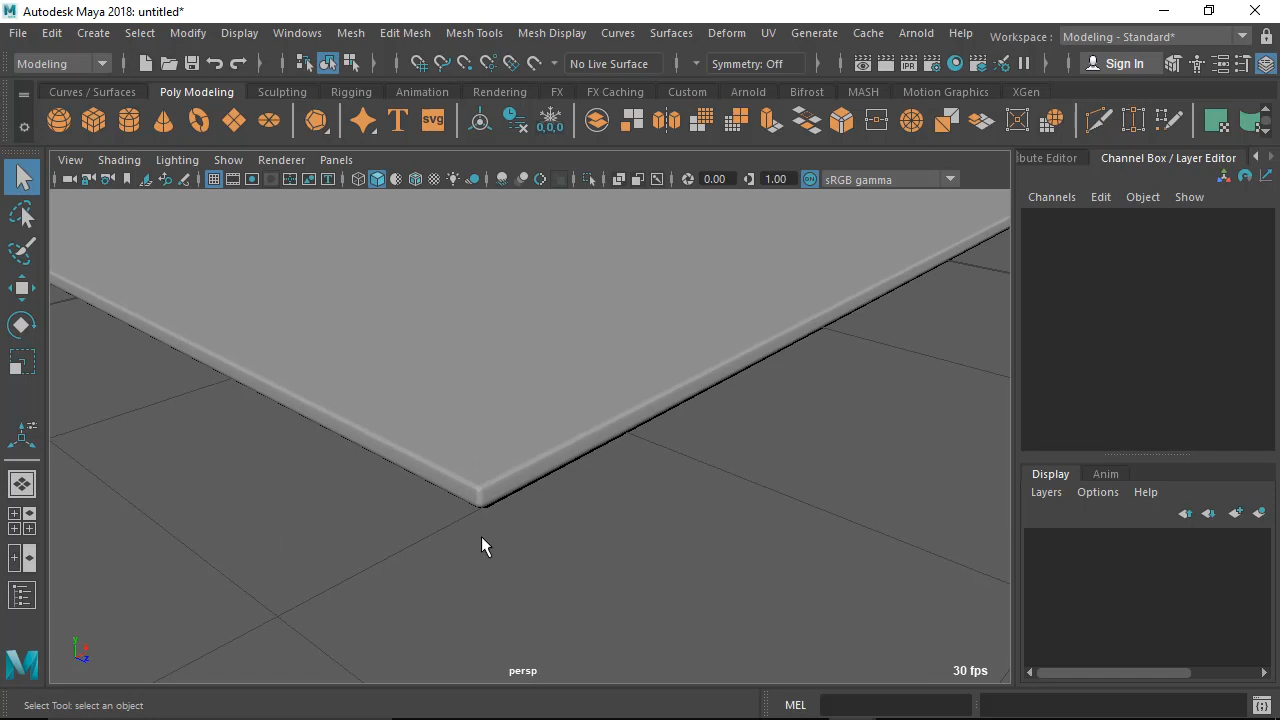 Autodesk Maya 2018: untitled*
File Edit Create Select Modify Display Windows Mesh Edit Mesh Mesh Tools Mesh Display Curves Surfaces Deform UV Generate Cache Arnold Help Workspace : Modeling - Standard*
Modeling No Live Surface Symmetry: Off IPR Sign In
Curves / Surfaces Poly Modeling Sculpting Rigging Animation Rendering FX FX Caching Custom Arnold Bifrost MASH Motion Graphics XGen
T svg 0,0,0
View Shading Lighting Show Renderer Panels
bute Editor Channel Box / Layer Editor
0.00 1.00 ON sRGB gamma
Channels Edit Object Show
Display Anim
Layers Options Help
persp
30 fps
Select Tool: select an object
MEL